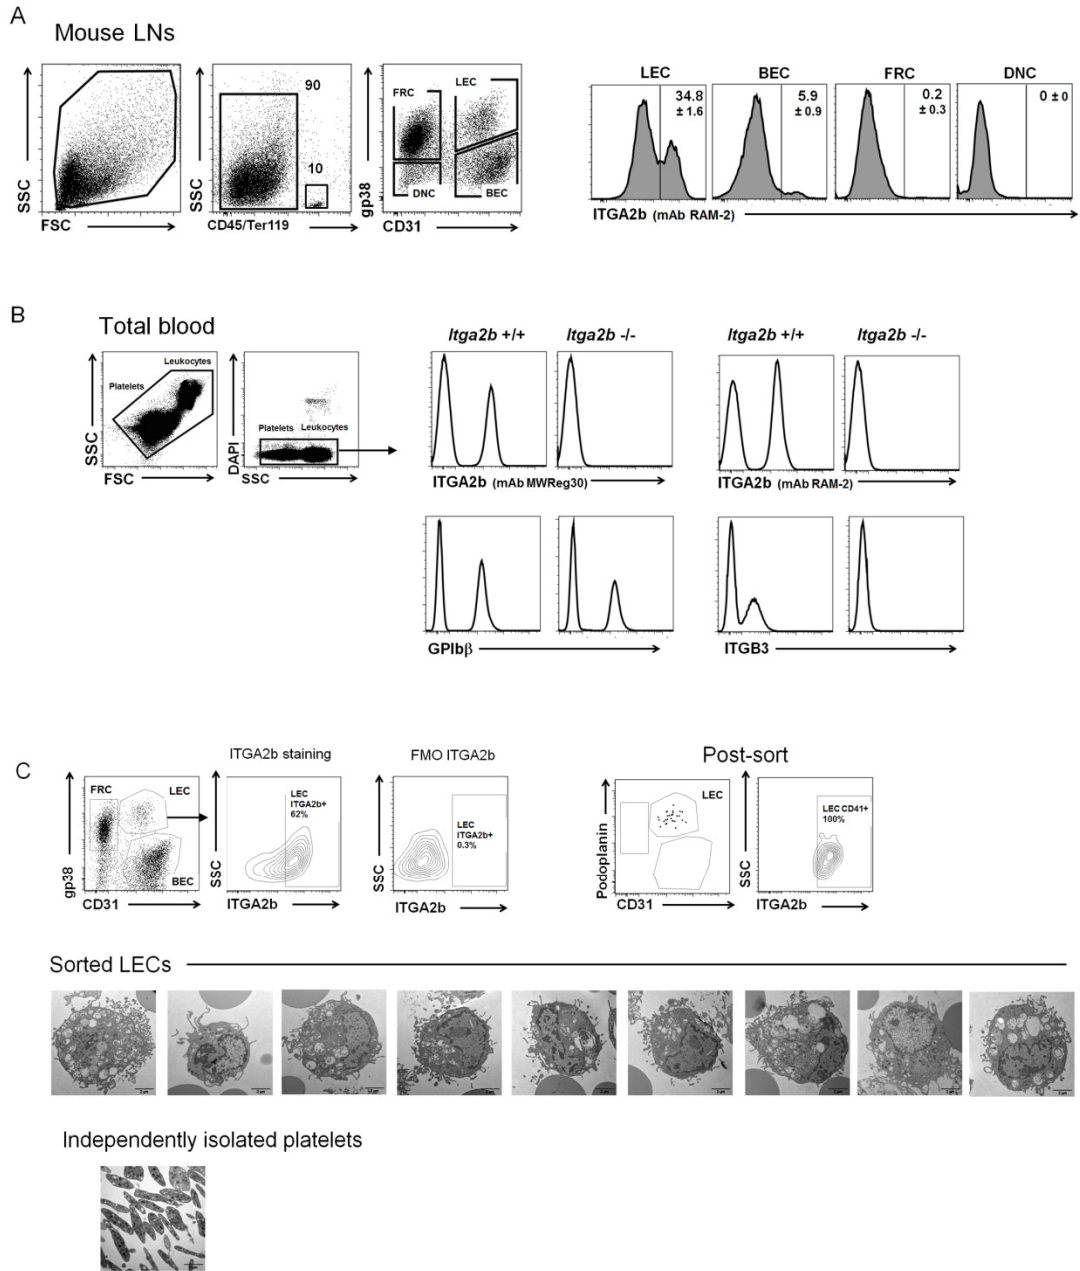 A
Mouse LNs
SSC
FSC
SSC
90
10
CD45/Ter119
gp38
FRC
LEC
DNC
BEC
CD31
LEC
BEC
FRC
DNC
34.8
± 1.6
5.9
± 0.9
0.2
± 0.3
0 ± 0
ITGA2b (mAb RAM-2)
B
Total blood
SSC
Leukocytes
Platelets
FSC
DAPI
Platelets
Leukocytes
SSC
Itga2b +/+
Itga2b -/-
Itga2b +/+
Itga2b -/-
ITGA2b (mAb MWReg30)
ITGA2b (mAb RAM-2)
GPIbβ
ITGB3
C
ITGA2b staining
FMO ITGA2b
Post-sort
gp38
FRC
LEC
BEC
CD31
SSC
LEC
ITGA2b+
62%
ITGA2b
SSC
LEC
ITGA2b+
0.3%
ITGA2b
Podoplanin
LEC
CD31
SSC
LEC CD41+
100%
ITGA2b
Sorted LECs
Independently isolated platelets